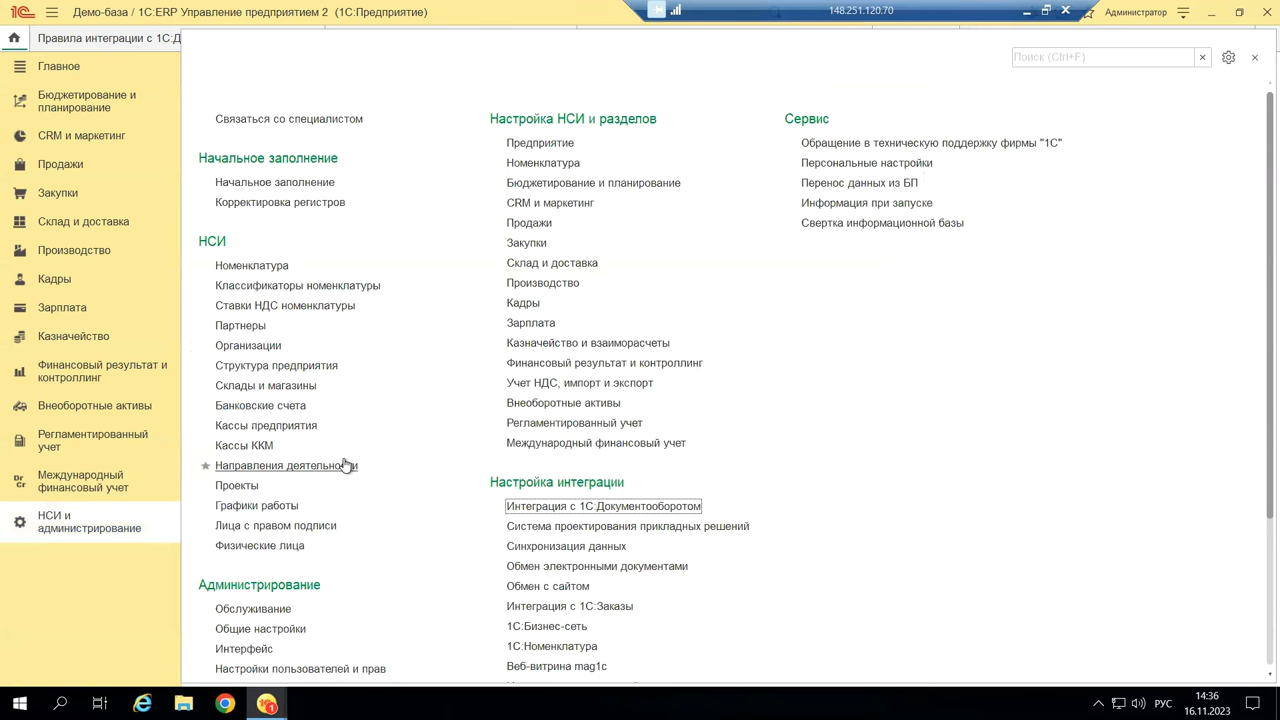 Демо-база / 1С:ERP Управление предприятием 2 (1С:Предприятие)
148.251.120.70
Администратор
Правила интеграции с 1С:Д
Поиск (Ctrl+F)
Главное
Бюджетирование и
планирование
CRM и маркетинг
Продажи
Закупки
Склад и доставка
Производство
Кадры
Зарплата
Казначейство
Финансовый результат и
контроллинг
Внеоборотные активы
Регламентированный
учет
Международный
финансовый учет
НСИ и
администрирование
Связаться со специалистом
Начальное заполнение
Начальное заполнение
Корректировка регистров
НСИ
Номенклатура
Классификаторы номенклатуры
Ставки НДС номенклатуры
Партнеры
Организации
Структура предприятия
Склады и магазины
Банковские счета
Кассы предприятия
Кассы ККМ
Направления деятельности
Проекты
Графики работы
Лица с правом подписи
Физические лица
Администрирование
Обслуживание
Общие настройки
Интерфейс
Настройки пользователей и прав
Настройка НСИ и разделов
Предприятие
Номенклатура
Бюджетирование и планирование
CRM и маркетинг
Продажи
Закупки
Склад и доставка
Производство
Кадры
Зарплата
Казначейство и взаиморасчеты
Финансовый результат и контроллинг
Учет НДС, импорт и экспорт
Внеоборотные активы
Регламентированный учет
Международный финансовый учет
Настройка интеграции
Интеграция с 1С:Документооборотом
Система проектирования прикладных решений
Синхронизация данных
Обмен электронными документами
Обмен с сайтом
Интеграция с 1С:Заказы
1С:Бизнес-сеть
1С:Номенклатура
Веб-витрина mag1c
Сервис
Обращение в техническую поддержку фирмы "1С"
Персональные настройки
Перенос данных из БП
Информация при запуске
Свертка информационной базы
РУС
14:36
16.11.2023